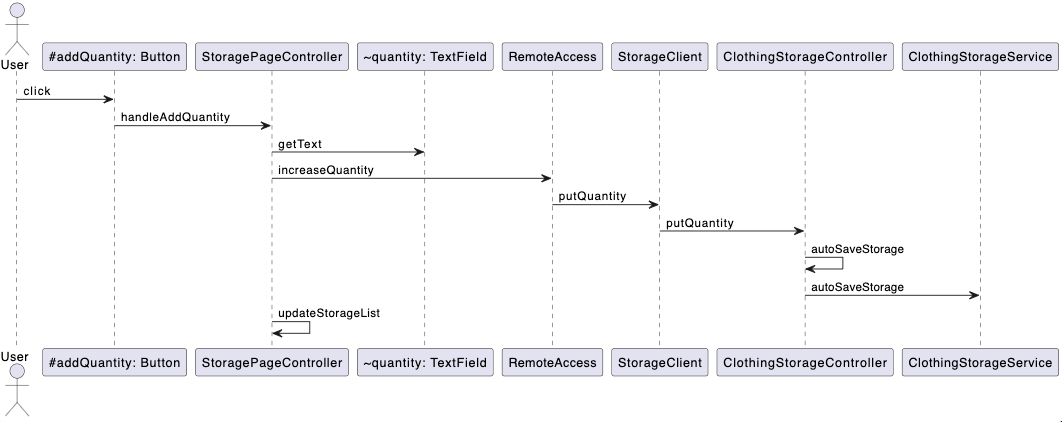 User
#addQuantity: Button
StoragePageController
~quantity: TextField
RemoteAccess
StorageClient
ClothingStorageController
ClothingStorageService
click
handleAddQuantity
getText
increaseQuantity
putQuantity
putQuantity
autoSaveStorage
autoSaveStorage
updateStorageList
User
#addQuantity: Button
StoragePageController
~quantity: TextField
RemoteAccess
StorageClient
ClothingStorageController
ClothingStorageService